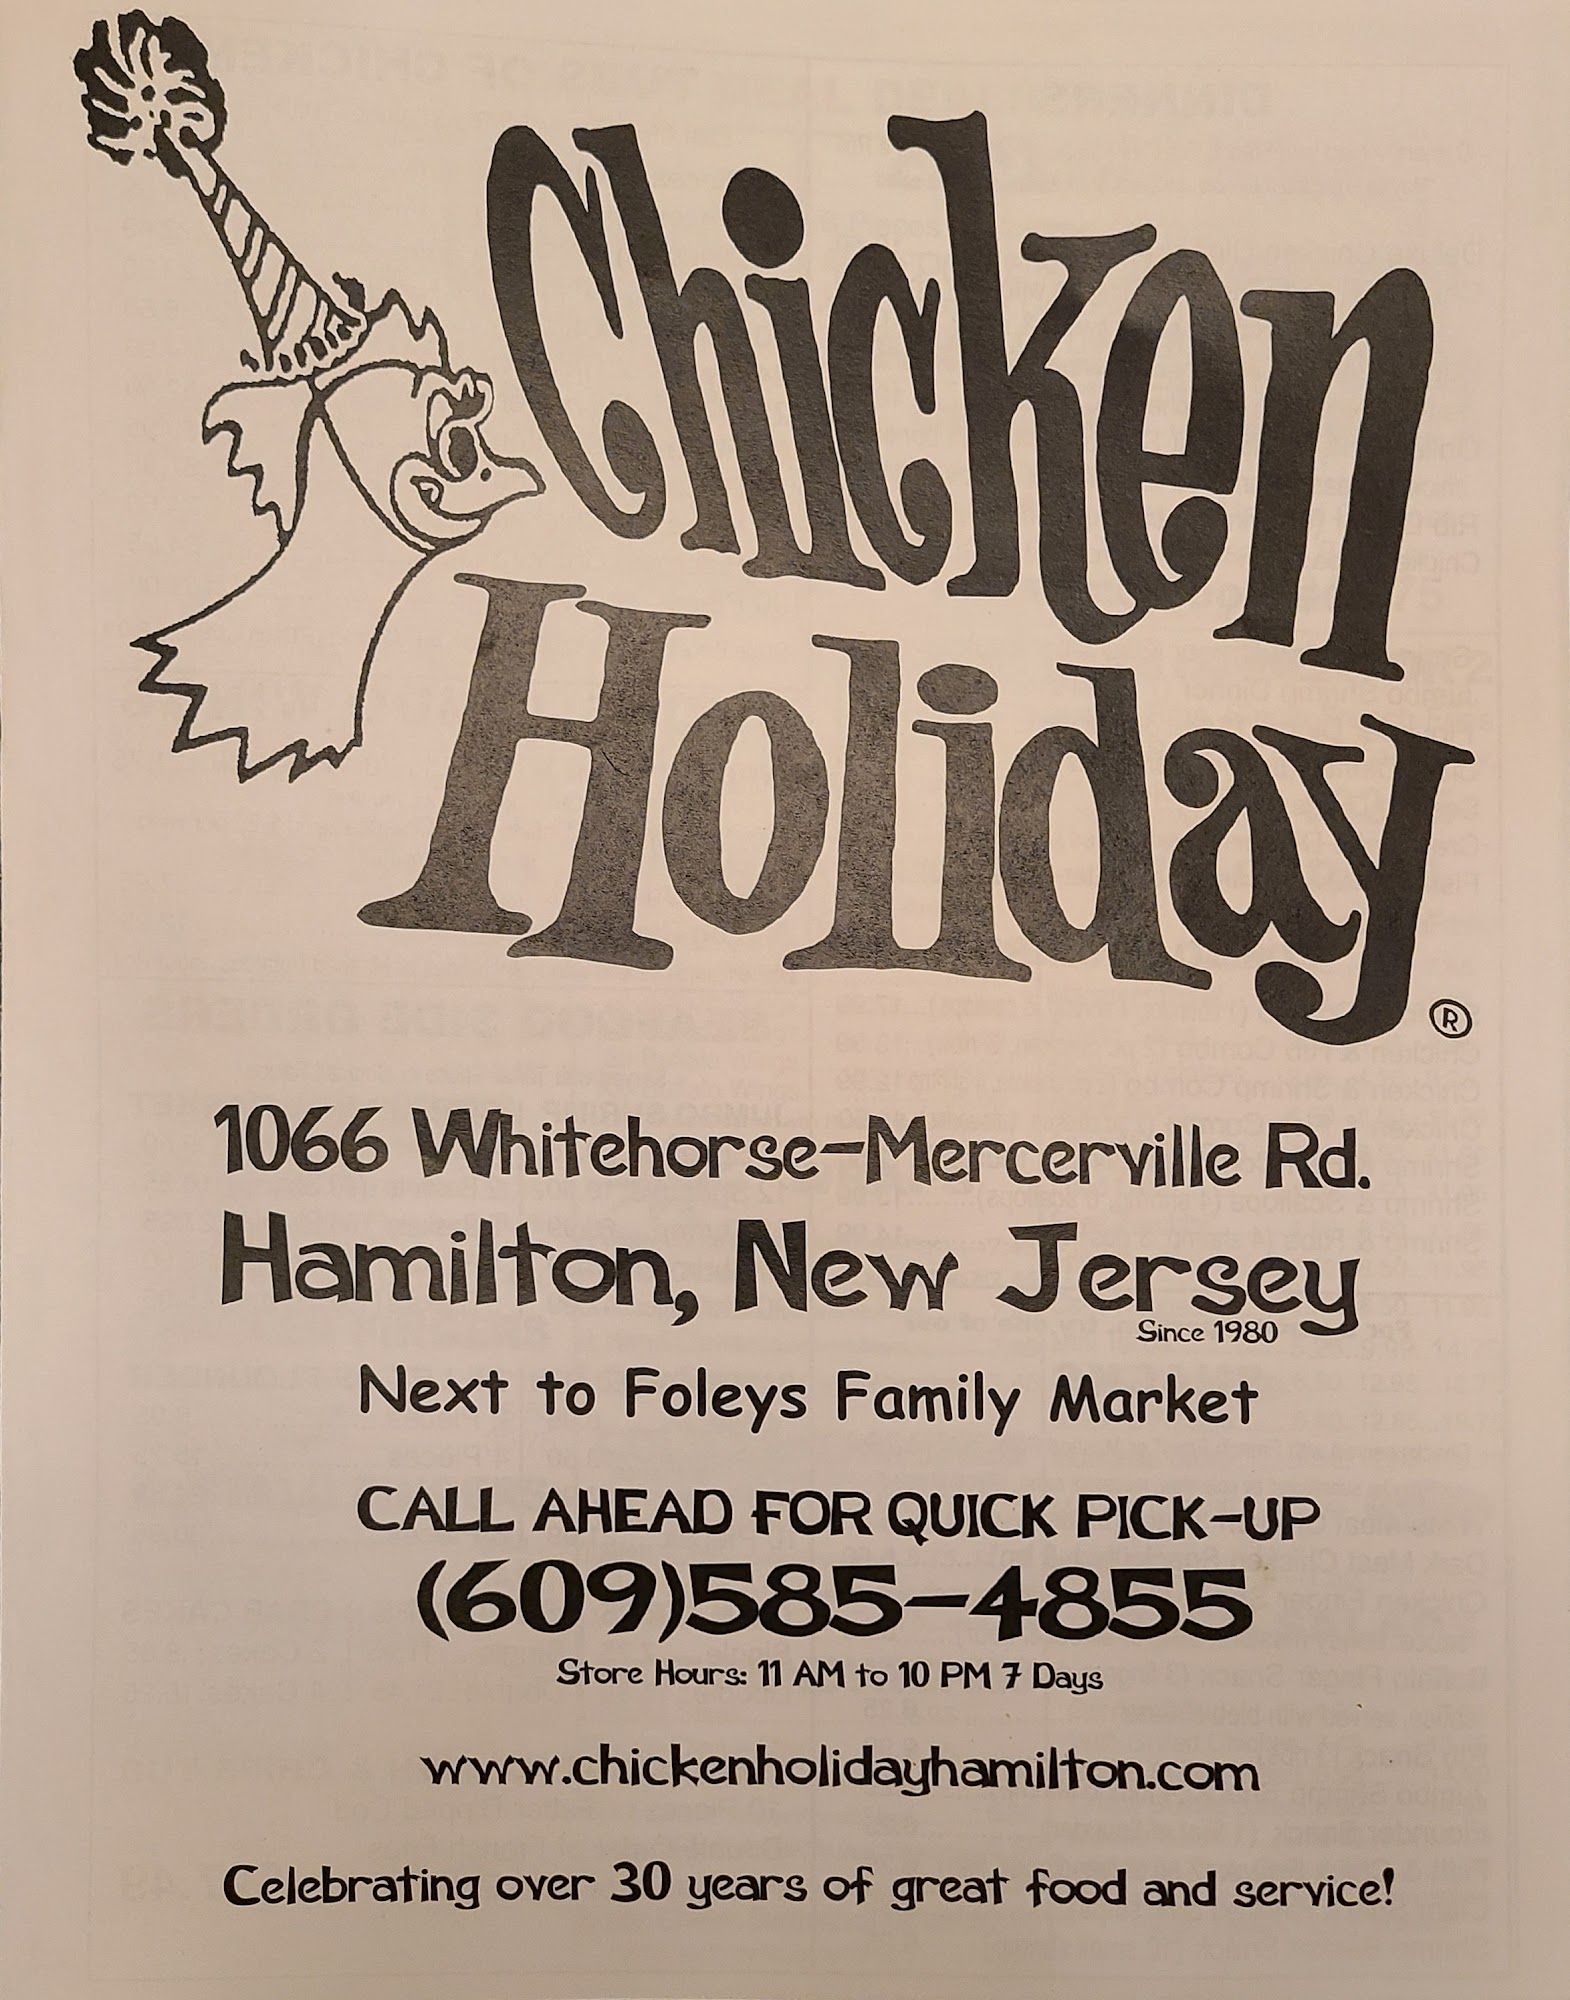 Chicken
Holiday®
1066 Whitehorse-Mercerville Rd.
Hamilton, New Jersey
Since 1980
Next to Foleys Family Market
CALL AHEAD FOR QUICK PICK-UP
(609)585-4855
Store Hours: 11 AM to 10 PM 7 Days
www.chickenholidayhamilton.com
Celebrating over 30 years of great food and service!